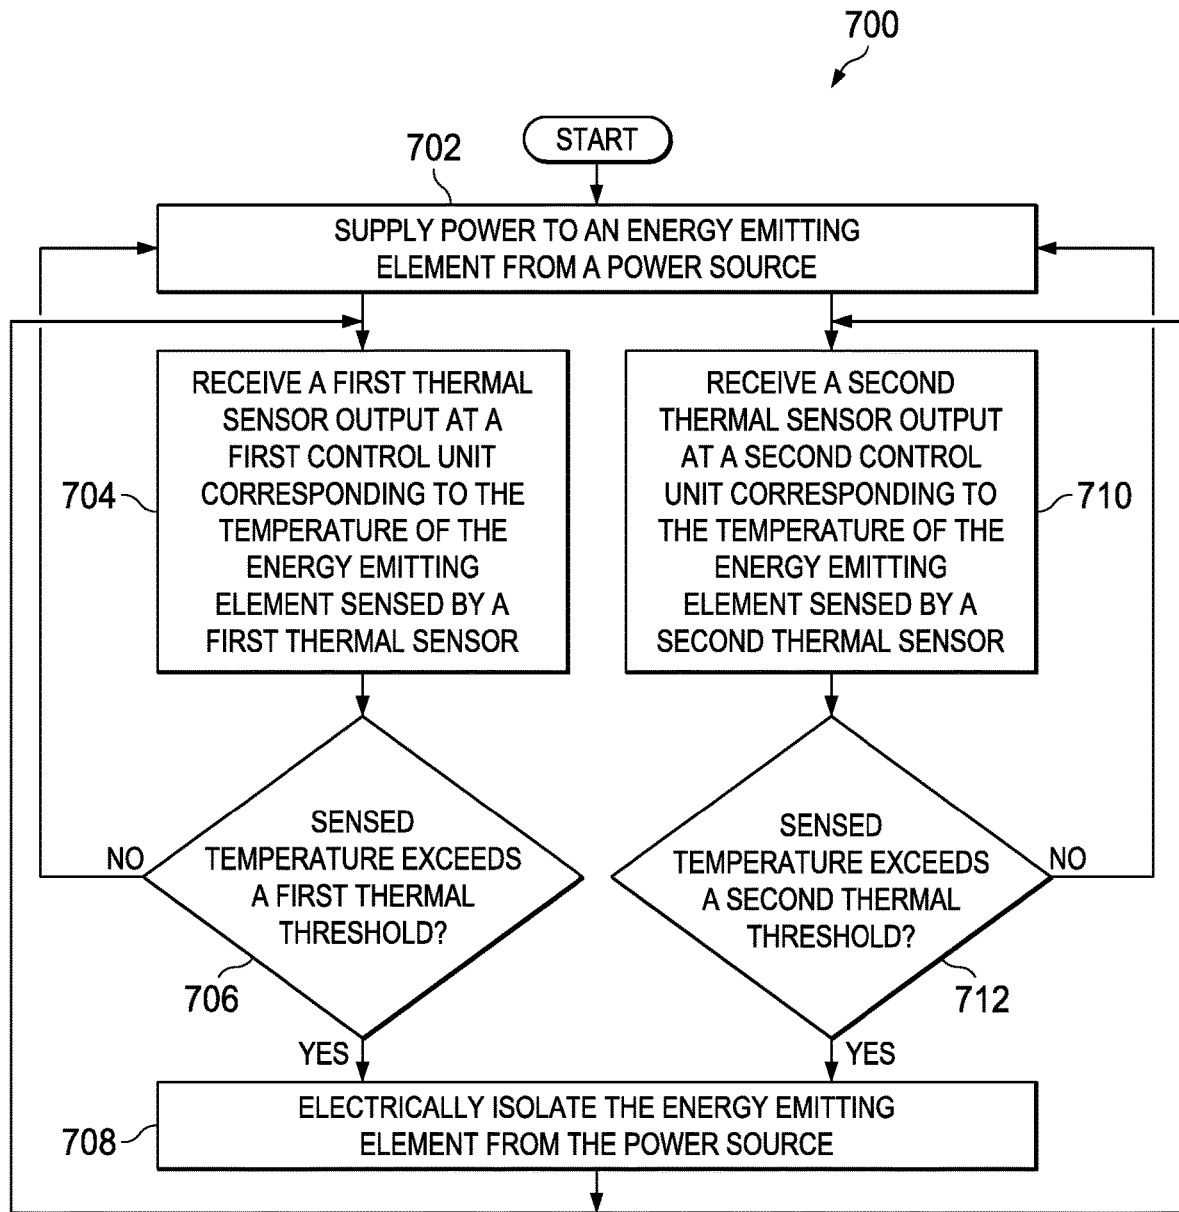 700
START
702
SUPPLY POWER TO AN ENERGY EMITTING
ELEMENT FROM A POWER SOURCE
704
RECEIVE A FIRST THERMAL
SENSOR OUTPUT AT A
FIRST CONTROL UNIT
CORRESPONDING TO THE
TEMPERATURE OF THE
ENERGY EMITTING
ELEMENT SENSED BY A
FIRST THERMAL SENSOR
RECEIVE A SECOND
THERMAL SENSOR OUTPUT
AT A SECOND CONTROL
UNIT CORRESPONDING TO
THE TEMPERATURE OF THE
ENERGY EMITTING
ELEMENT SENSED BY A
SECOND THERMAL SENSOR
710
NO
SENSED
TEMPERATURE EXCEEDS
A FIRST THERMAL
THRESHOLD?
706
YES
SENSED
TEMPERATURE EXCEEDS
A SECOND THERMAL
THRESHOLD?
NO
712
YES
708
ELECTRICALLY ISOLATE THE ENERGY EMITTING
ELEMENT FROM THE POWER SOURCE